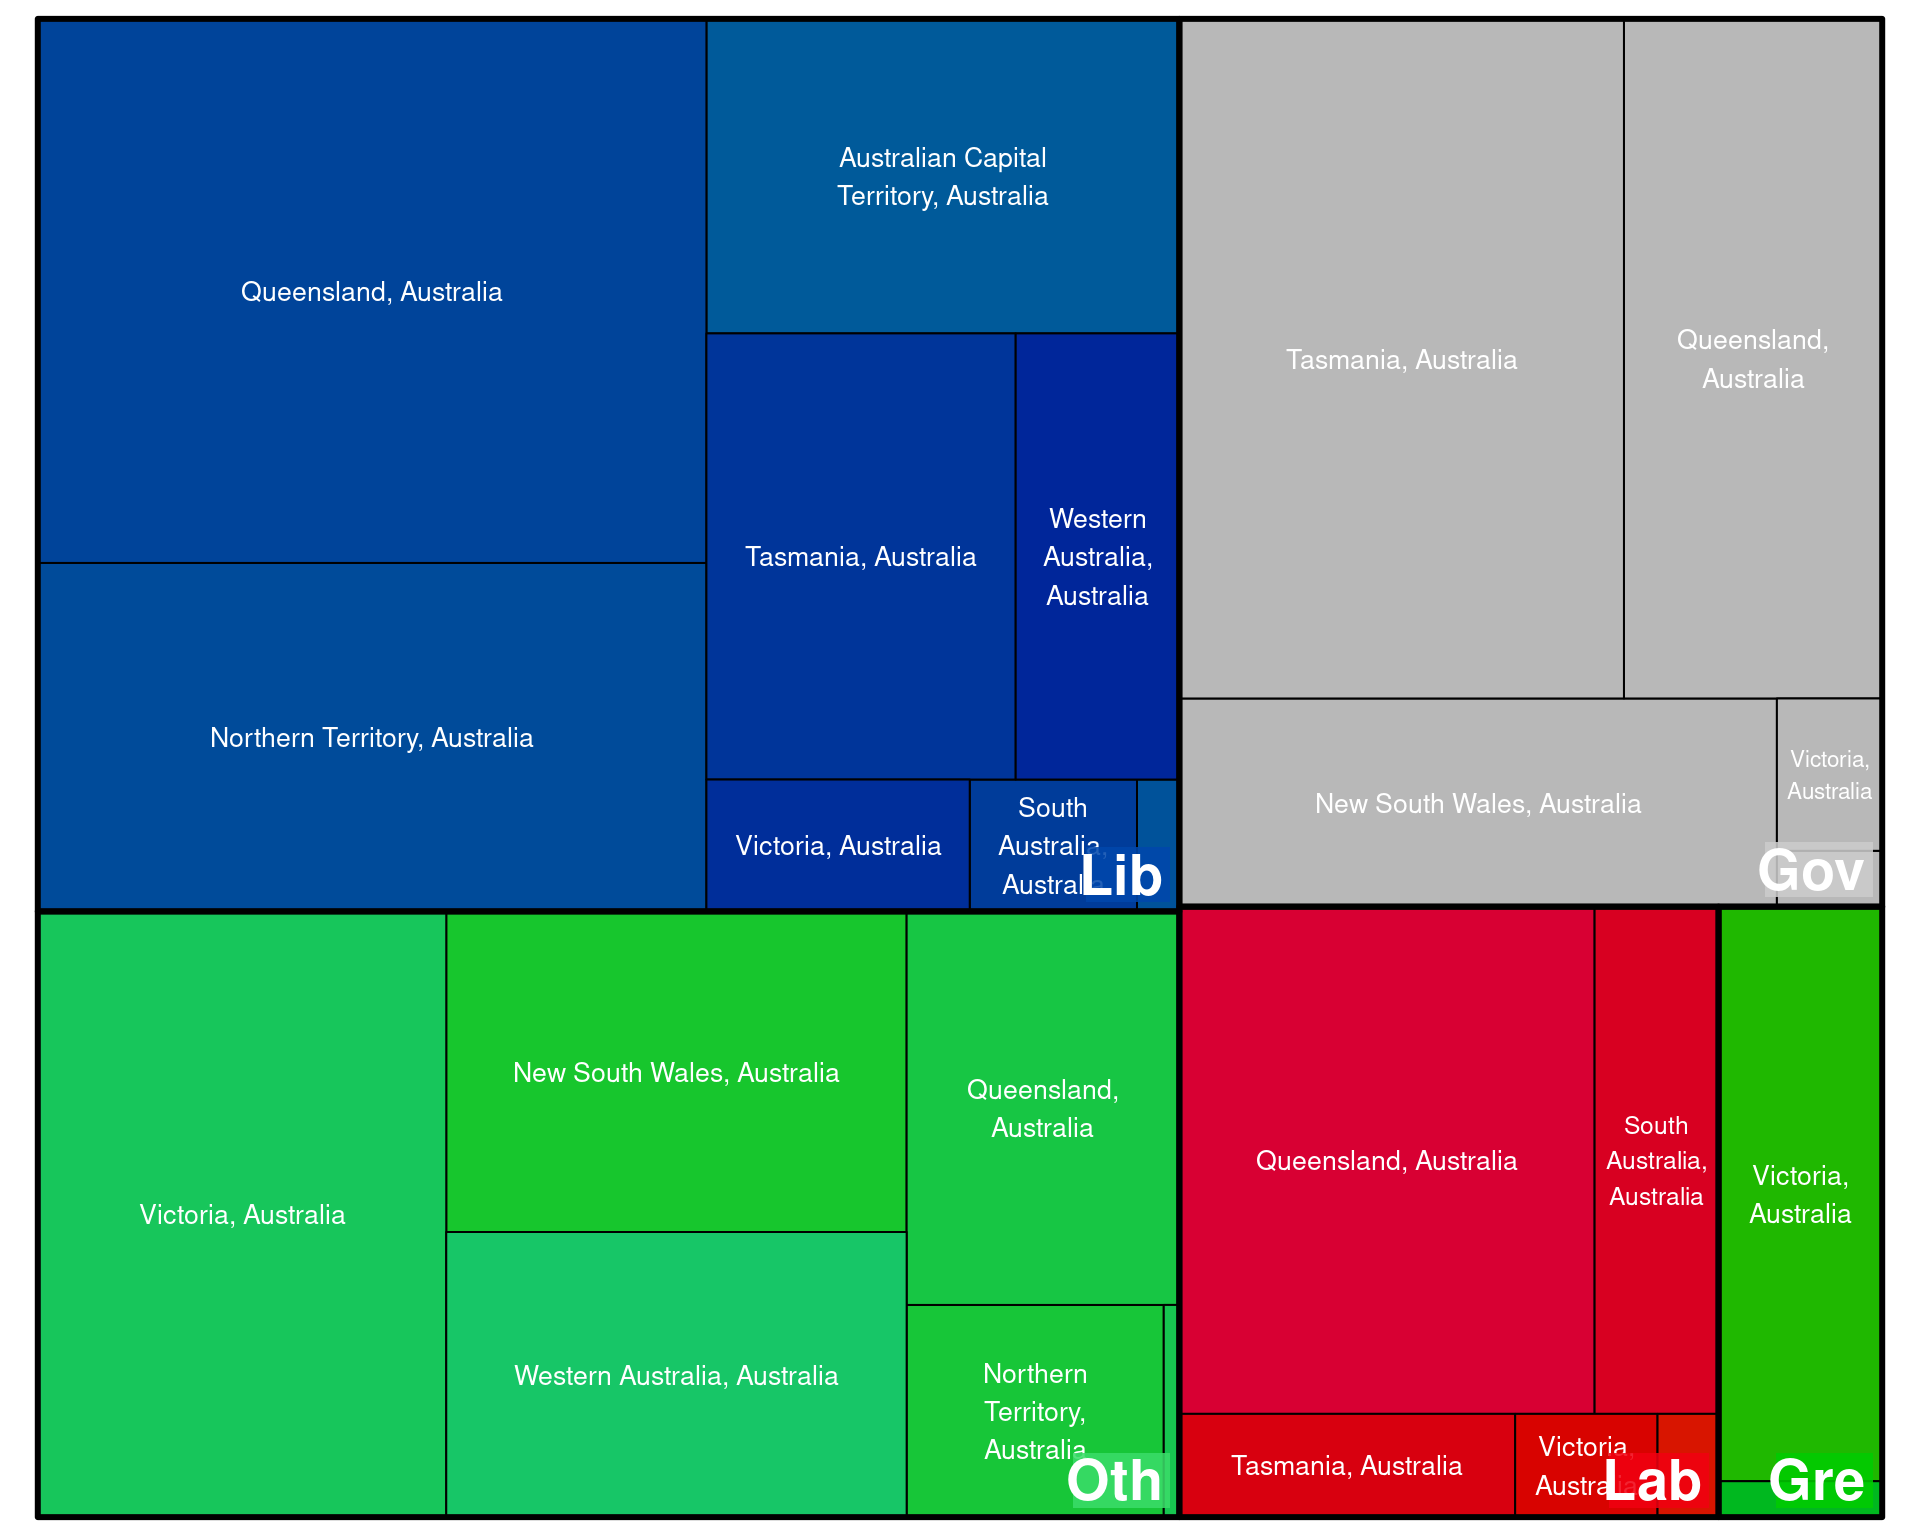 Queensland, Australia
Northern Territory, Australia
Australian Capital
Territory, Australia
Tasmania, Australia
Western
Australia,
Australia
Victoria, Australia
South
Australia,
Australia
Lib
Tasmania, Australia
Queensland,
Australia
New South Wales, Australia
Victoria,
Australia
Gov
Victoria, Australia
New South Wales, Australia
Western Australia, Australia
Queensland,
Australia
Northern
Territory,
Australia
Oth
Queensland, Australia
South
Australia,
Australia
Tasmania, Australia
Victoria,
Australia
Lab
Victoria,
Australia
Gre